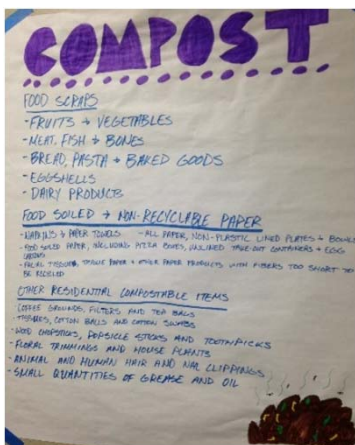 COMPOST
FOOD SCRAPS
- FRUITS + VEGETABLES
- MEAT, FISH + BONES
- BREAD, PASTA + BAKED GOODS
- EGGSHELLS
- DAIRY PRODUCTS
FOOD SOILED + NON-RECYCLABLE PAPER
- NAPKINS + PAPER TOWELS - ALL PAPER, NON-PLASTIC LINED PLATES + BOWLS
- FOOD SOILED PAPER, INCLUDING PIZZA BOXES, UNLINED TAKE-OUT CONTAINERS + EGG
CARTONS
- FACIAL TISSUES, TISSUE PAPER + OTHER PAPER PRODUCTS WITH FIBERS TOO SHORT TO
BE RECYCLED
OTHER RESIDENTIAL COMPOSTABLE ITEMS
COFFEE GROUNDS, FILTERS AND TEA BAGS
TISSUES, COTTON BALLS AND COTTON SWABS
- WOOD CHOPSTICKS, POPSICLE STICKS AND TOOTHPICKS
- FLORAL TRIMMINGS AND HOUSE PLANTS
- ANIMAL AND HUMAN HAIR AND NAIL CLIPPINGS
- SMALL QUANTITIES OF GREASE AND OIL